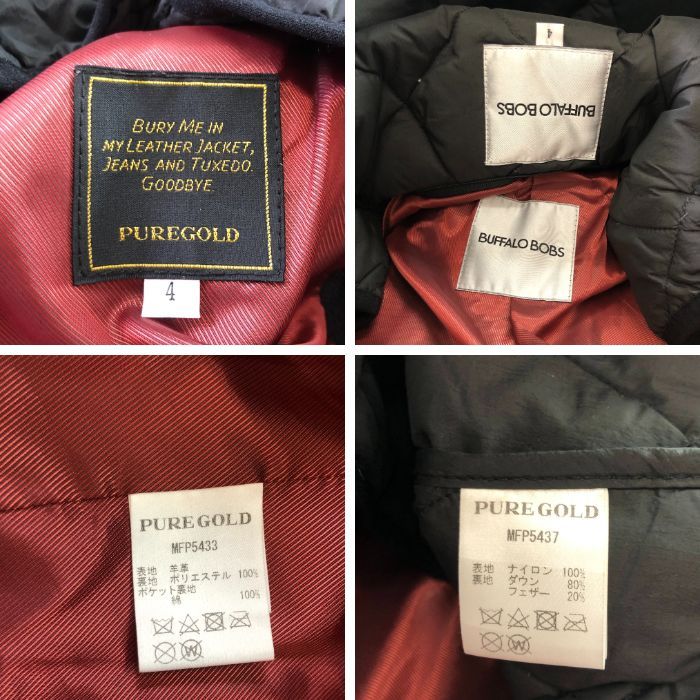 BURY ME IN
MY LEATHER JACKET,
JEANS AND TUXEDO.
GOODBYE.
PUREGOLD
4
4
BUFFALO BOBS
BUFFALO BOBS
PURE GOLD
MFP5433
表地 羊革
裏地 ポリエステル 100%
ポケット裏地
綿 100%
W
PURE GOLD
MFP5437
表地 ナイロン 100%
裏地 ダウン 80%
フェザー 20%
W